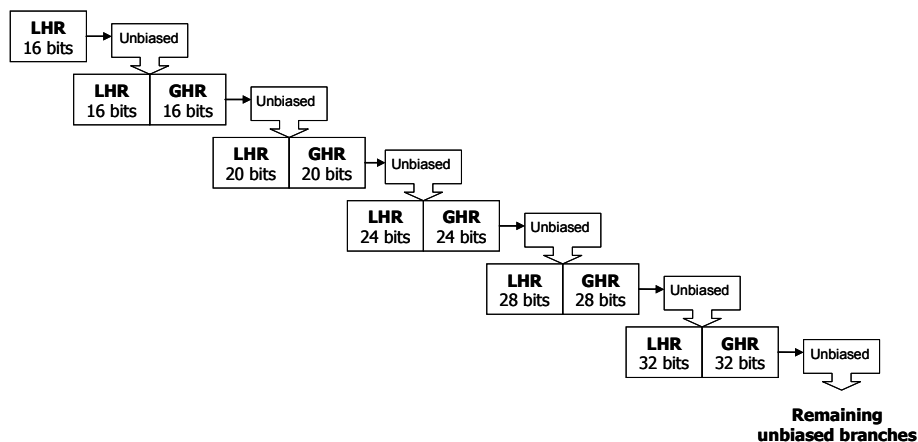 LHR
16 bits
Unbiased
LHR
16 bits
GHR
16 bits
Unbiased
LHR
20 bits
GHR
20 bits
Unbiased
LHR
24 bits
GHR
24 bits
Unbiased
LHR
28 bits
GHR
28 bits
Unbiased
LHR
32 bits
GHR
32 bits
Unbiased
Remaining
unbiased branches